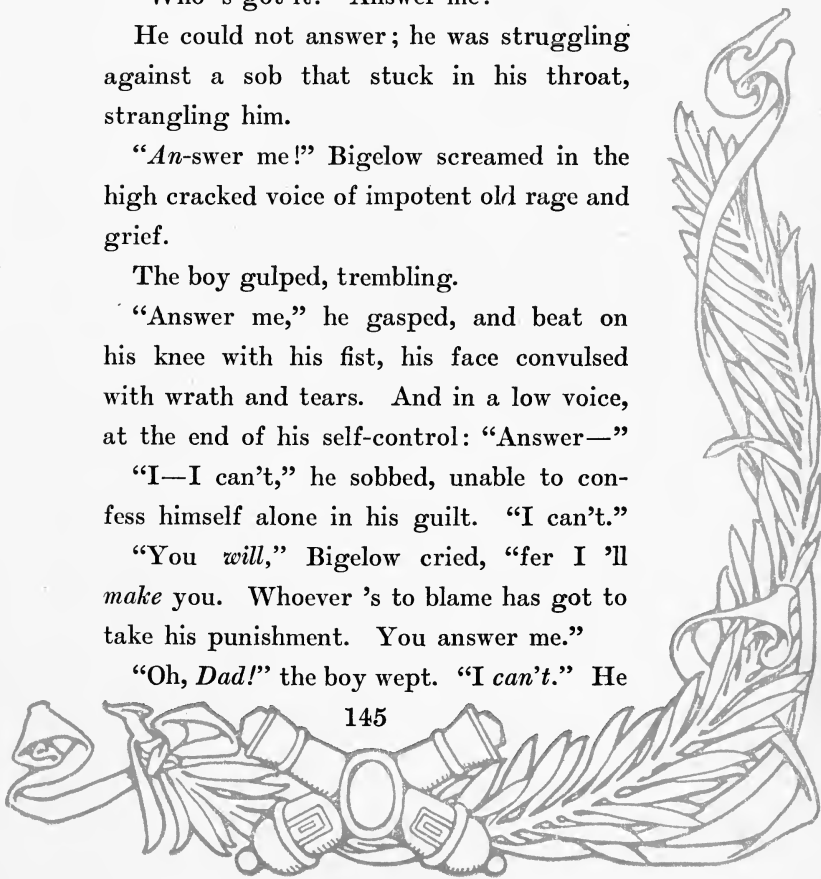 "Who 's got it? Answer me!"
He could not answer; he was struggling
against a sob that stuck in his throat,
strangling him.
"An-swer me!" Bigelow screamed in the
high cracked voice of impotent old rage and
grief.
The boy gulped, trembling.
"Answer me," he gasped, and beat on
his knee with his fist, his face convulsed
with wrath and tears. And in a low voice,
at the end of his self-control: "Answer—"
"I—I can't," he sobbed, unable to con-
fess himself alone in his guilt. "I can't."
"You will," Bigelow cried, "fer I 'll
make you. Whoever 's to blame has got to
take his punishment. You answer me."
"Oh, Dad!" the boy wept. "I can't." He
145